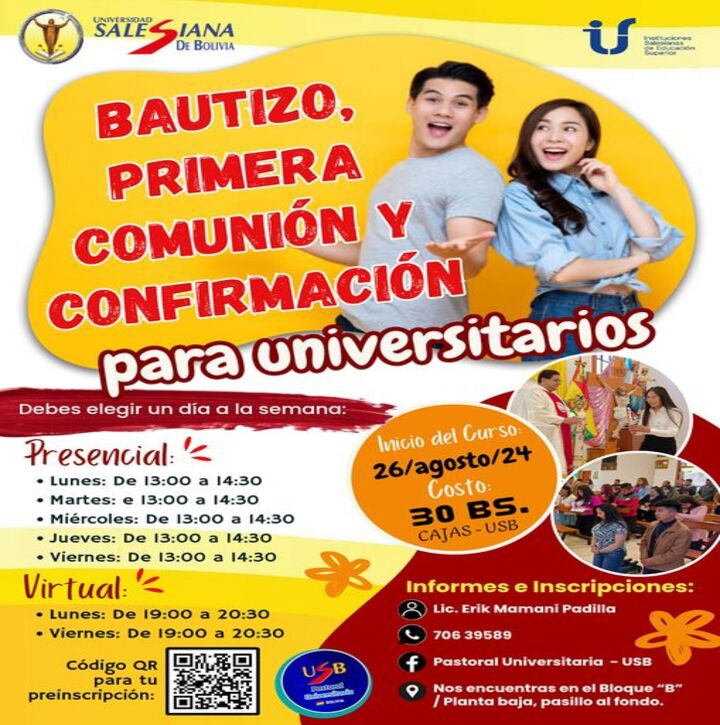 UNIVERSIDAD
SALESIANA
DE BOLIVIA
Instituciones
Salesianas
de Educación
Superior
BAUTIZO,
PRIMERA
COMUNIÓN Y
CONFIRMACIÓN
para universitarios
Debes elegir un día a la semana:
Presencial:
• Lunes: De 13:00 a 14:30
• Martes: e 13:00 a 14:30
• Miércoles: De 13:00 a 14:30
• Jueves: De 13:00 a 14:30
• Viernes: De 13:00 a 14:30
Virtual:
• Lunes: De 19:00 a 20:30
• Viernes: De 19:00 a 20:30
Código QR
para tu
preinscripción:
Inicio del Curso:
26/agosto/24
Costo:
30 BS.
CAJAS - USB
USB
Pastoral
Universitaria
BOLIVIA
Informes e Inscripciones:
Lic. Erik Mamani Padilla
706 39589
Pastoral Universitaria - USB
Nos encuentras en el Bloque "B"
/ Planta baja, pasillo al fondo.